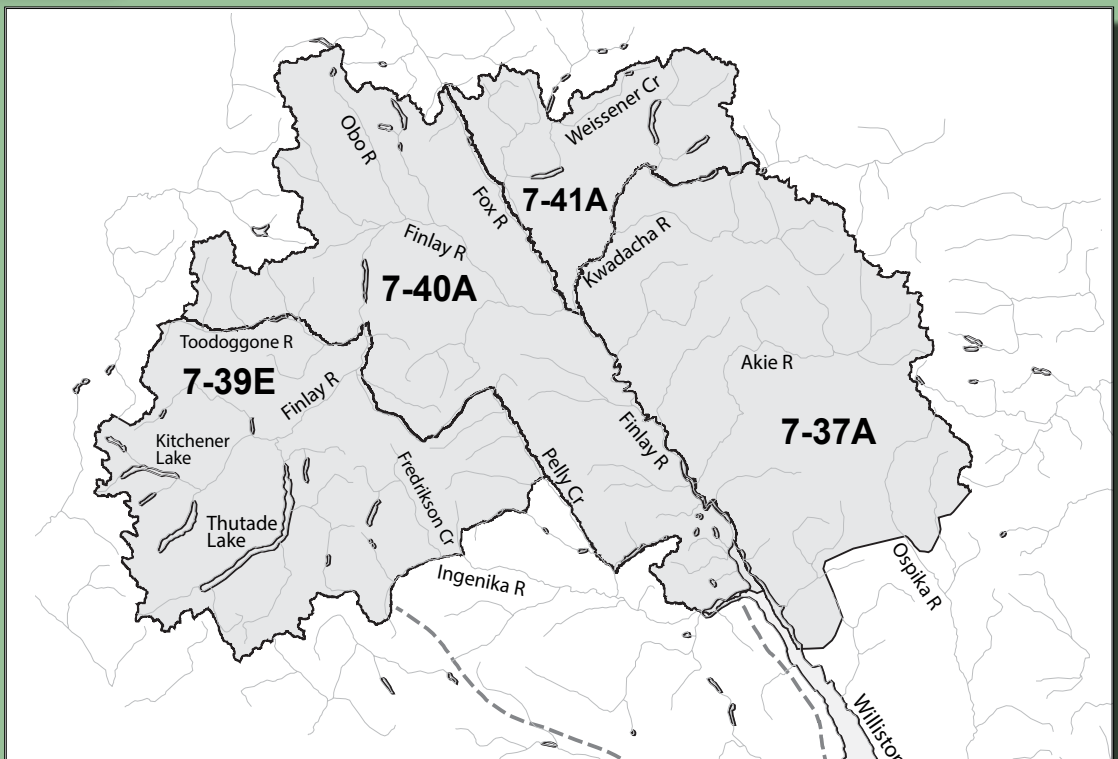 Weissener Cr
Obo R
7-41A
Fox R
Finlay R
Kwadacha R
7-40A
Toodoggone R
Akie R
7-39E
Finlay R
Finlay R
7-37A
Kitchener
Lake
Pelly Cr
Fredrikson Cr
Thutade
Lake
Ospika R
Ingenika R
Williston